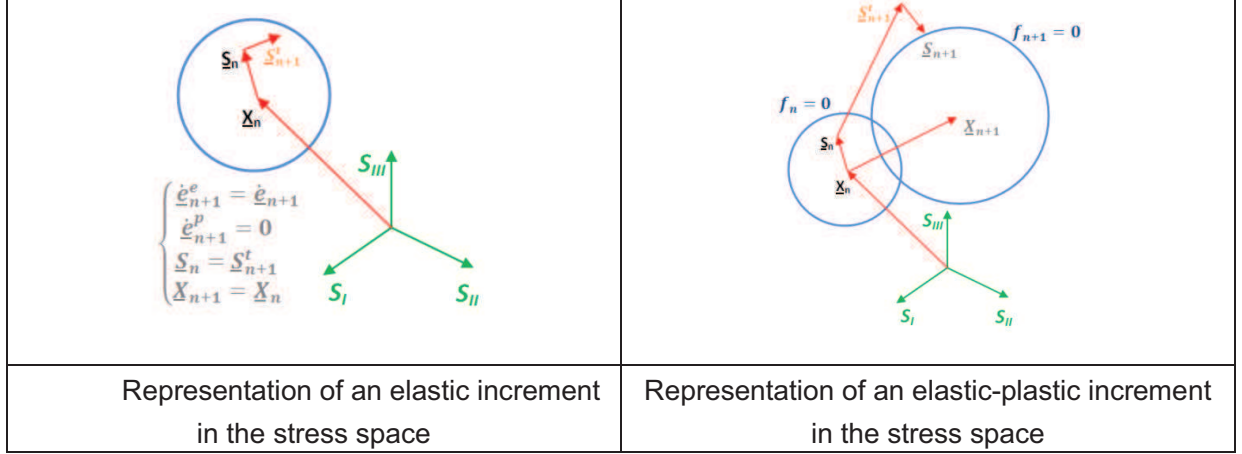 S_n
S^t_{n+1}
X_n
S_III
ė^e_{n+1} = ė_{n+1}
ė^p_{n+1} = 0
S_n = S^t_{n+1}
X_{n+1} = X_n
S_I
S_II
S^t_{n+1}
f_{n+1} = 0
S_{n+1}
f_n = 0
S_n
X_{n+1}
X_n
S_III
S_I
S_II
Representation of an elastic increment
in the stress space
Representation of an elastic-plastic increment
in the stress space